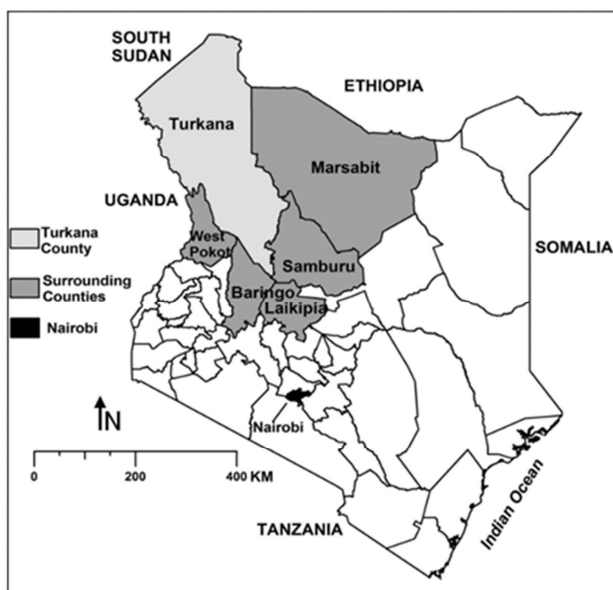 SOUTH
SUDAN
ETHIOPIA
Turkana
Marsabit
UGANDA
West
Pokot
Turkana
County
SOMALIA
Samburu
Surrounding
Counties
Baringo
Laikipia
Nairobi
N
Nairobi
0
200
400 KM
Indian Ocean
TANZANIA